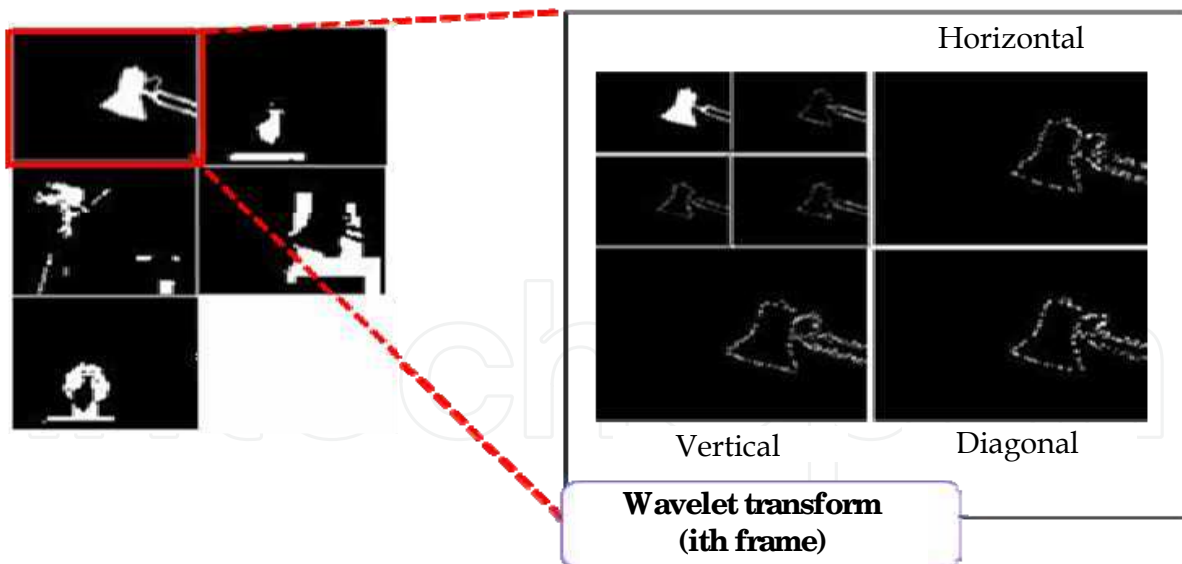 Horizontal
Vertical
Diagonal
Wavelet transform
(ith frame)